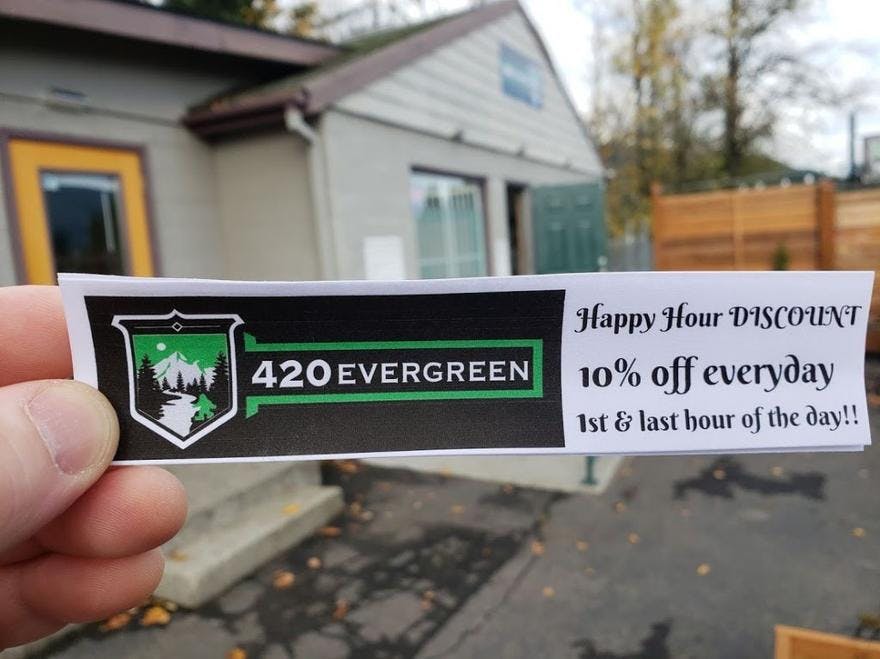 420 EVERGREEN
Happy Hour DISCOUNT
10% off everyday
1st & last hour of the day!!